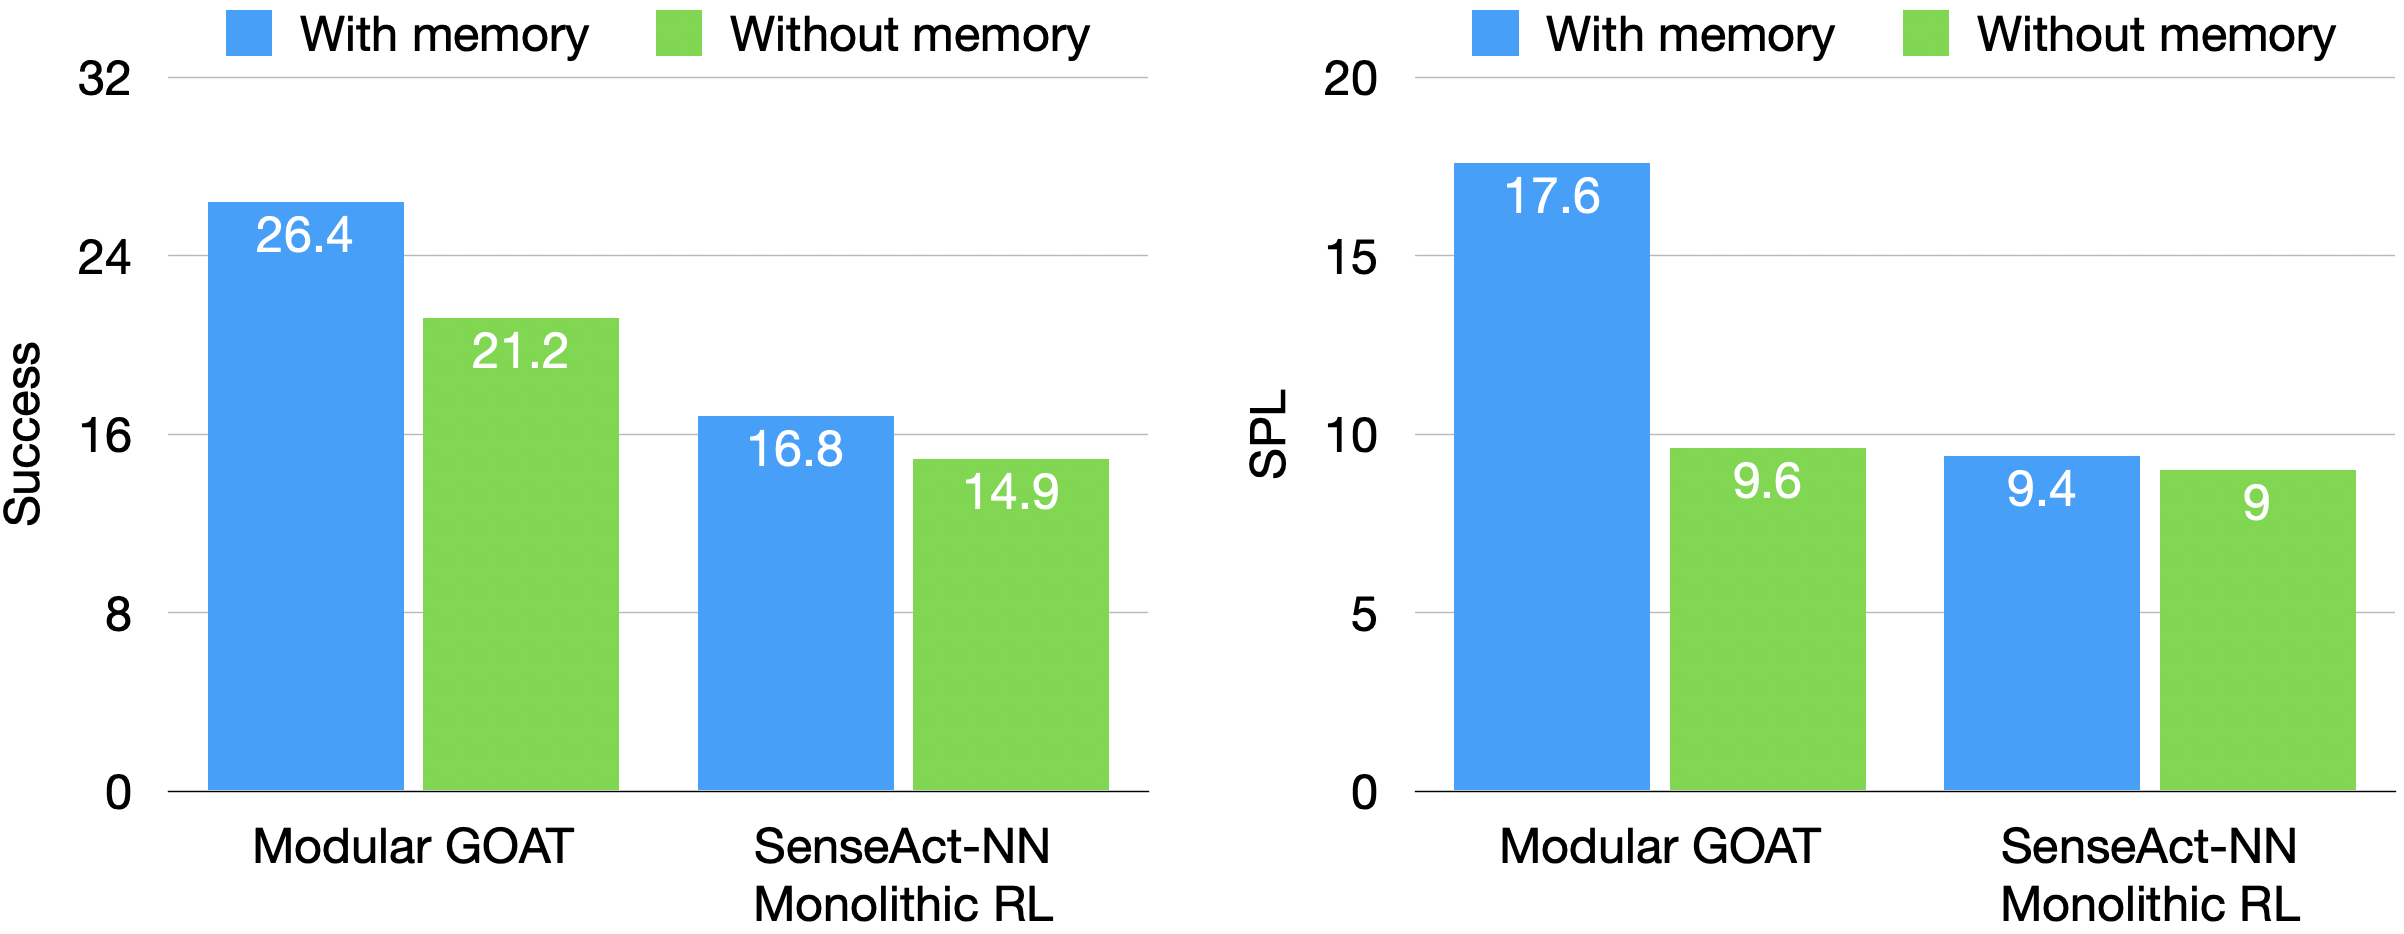 With memory
Without memory
32
24
16
8
0
Success
26.4
21.2
16.8
14.9
Modular GOAT
SenseAct-NN
Monolithic RL
With memory
Without memory
20
15
10
5
0
SPL
17.6
9.6
9.4
9
Modular GOAT
SenseAct-NN
Monolithic RL